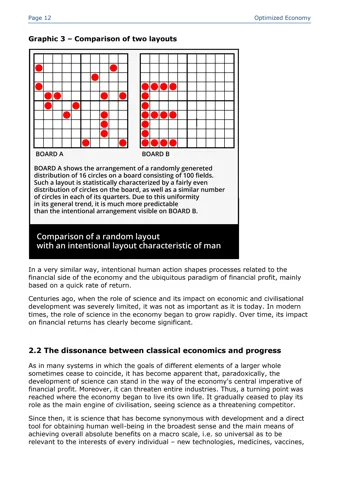 Page 12
Optimized Economy
Graphic 3 – Comparison of two layouts
BOARD A
BOARD B
BOARD A shows the arrangement of a randomly genereted
distribution of 16 circles on a board consisting of 100 fields.
Such a layout is statistically characterized by a fairly even
distribution of circles on the board, as well as a similar number
of circles in each of its quarters. Due to this uniformity
in its general trend, it is much more predictable
than the intentional arrangement visible on BOARD B.
Comparison of a random layout
with an intentional layout characteristic of man
In a very similar way, intentional human action shapes processes related to the
financial side of the economy and the ubiquitous paradigm of financial profit, mainly
based on a quick rate of return.
Centuries ago, when the role of science and its impact on economic and civilisational
development was severely limited, it was not as important as it is today. In modern
times, the role of science in the economy began to grow rapidly. Over time, its impact
on financial returns has clearly become significant.
2.2 The dissonance between classical economics and progress
As in many systems in which the goals of different elements of a larger whole
sometimes cease to coincide, it has become apparent that, paradoxically, the
development of science can stand in the way of the economy's central imperative of
financial profit. Moreover, it can threaten entire industries. Thus, a turning point was
reached where the economy began to live its own life. It gradually ceased to play its
role as the main engine of civilisation, seeing science as a threatening competitor.
Since then, it is science that has become synonymous with development and a direct
tool for obtaining human well-being in the broadest sense and the main means of
achieving overall absolute benefits on a macro scale, i.e. so universal as to be
relevant to the interests of every individual – new technologies, medicines, vaccines,